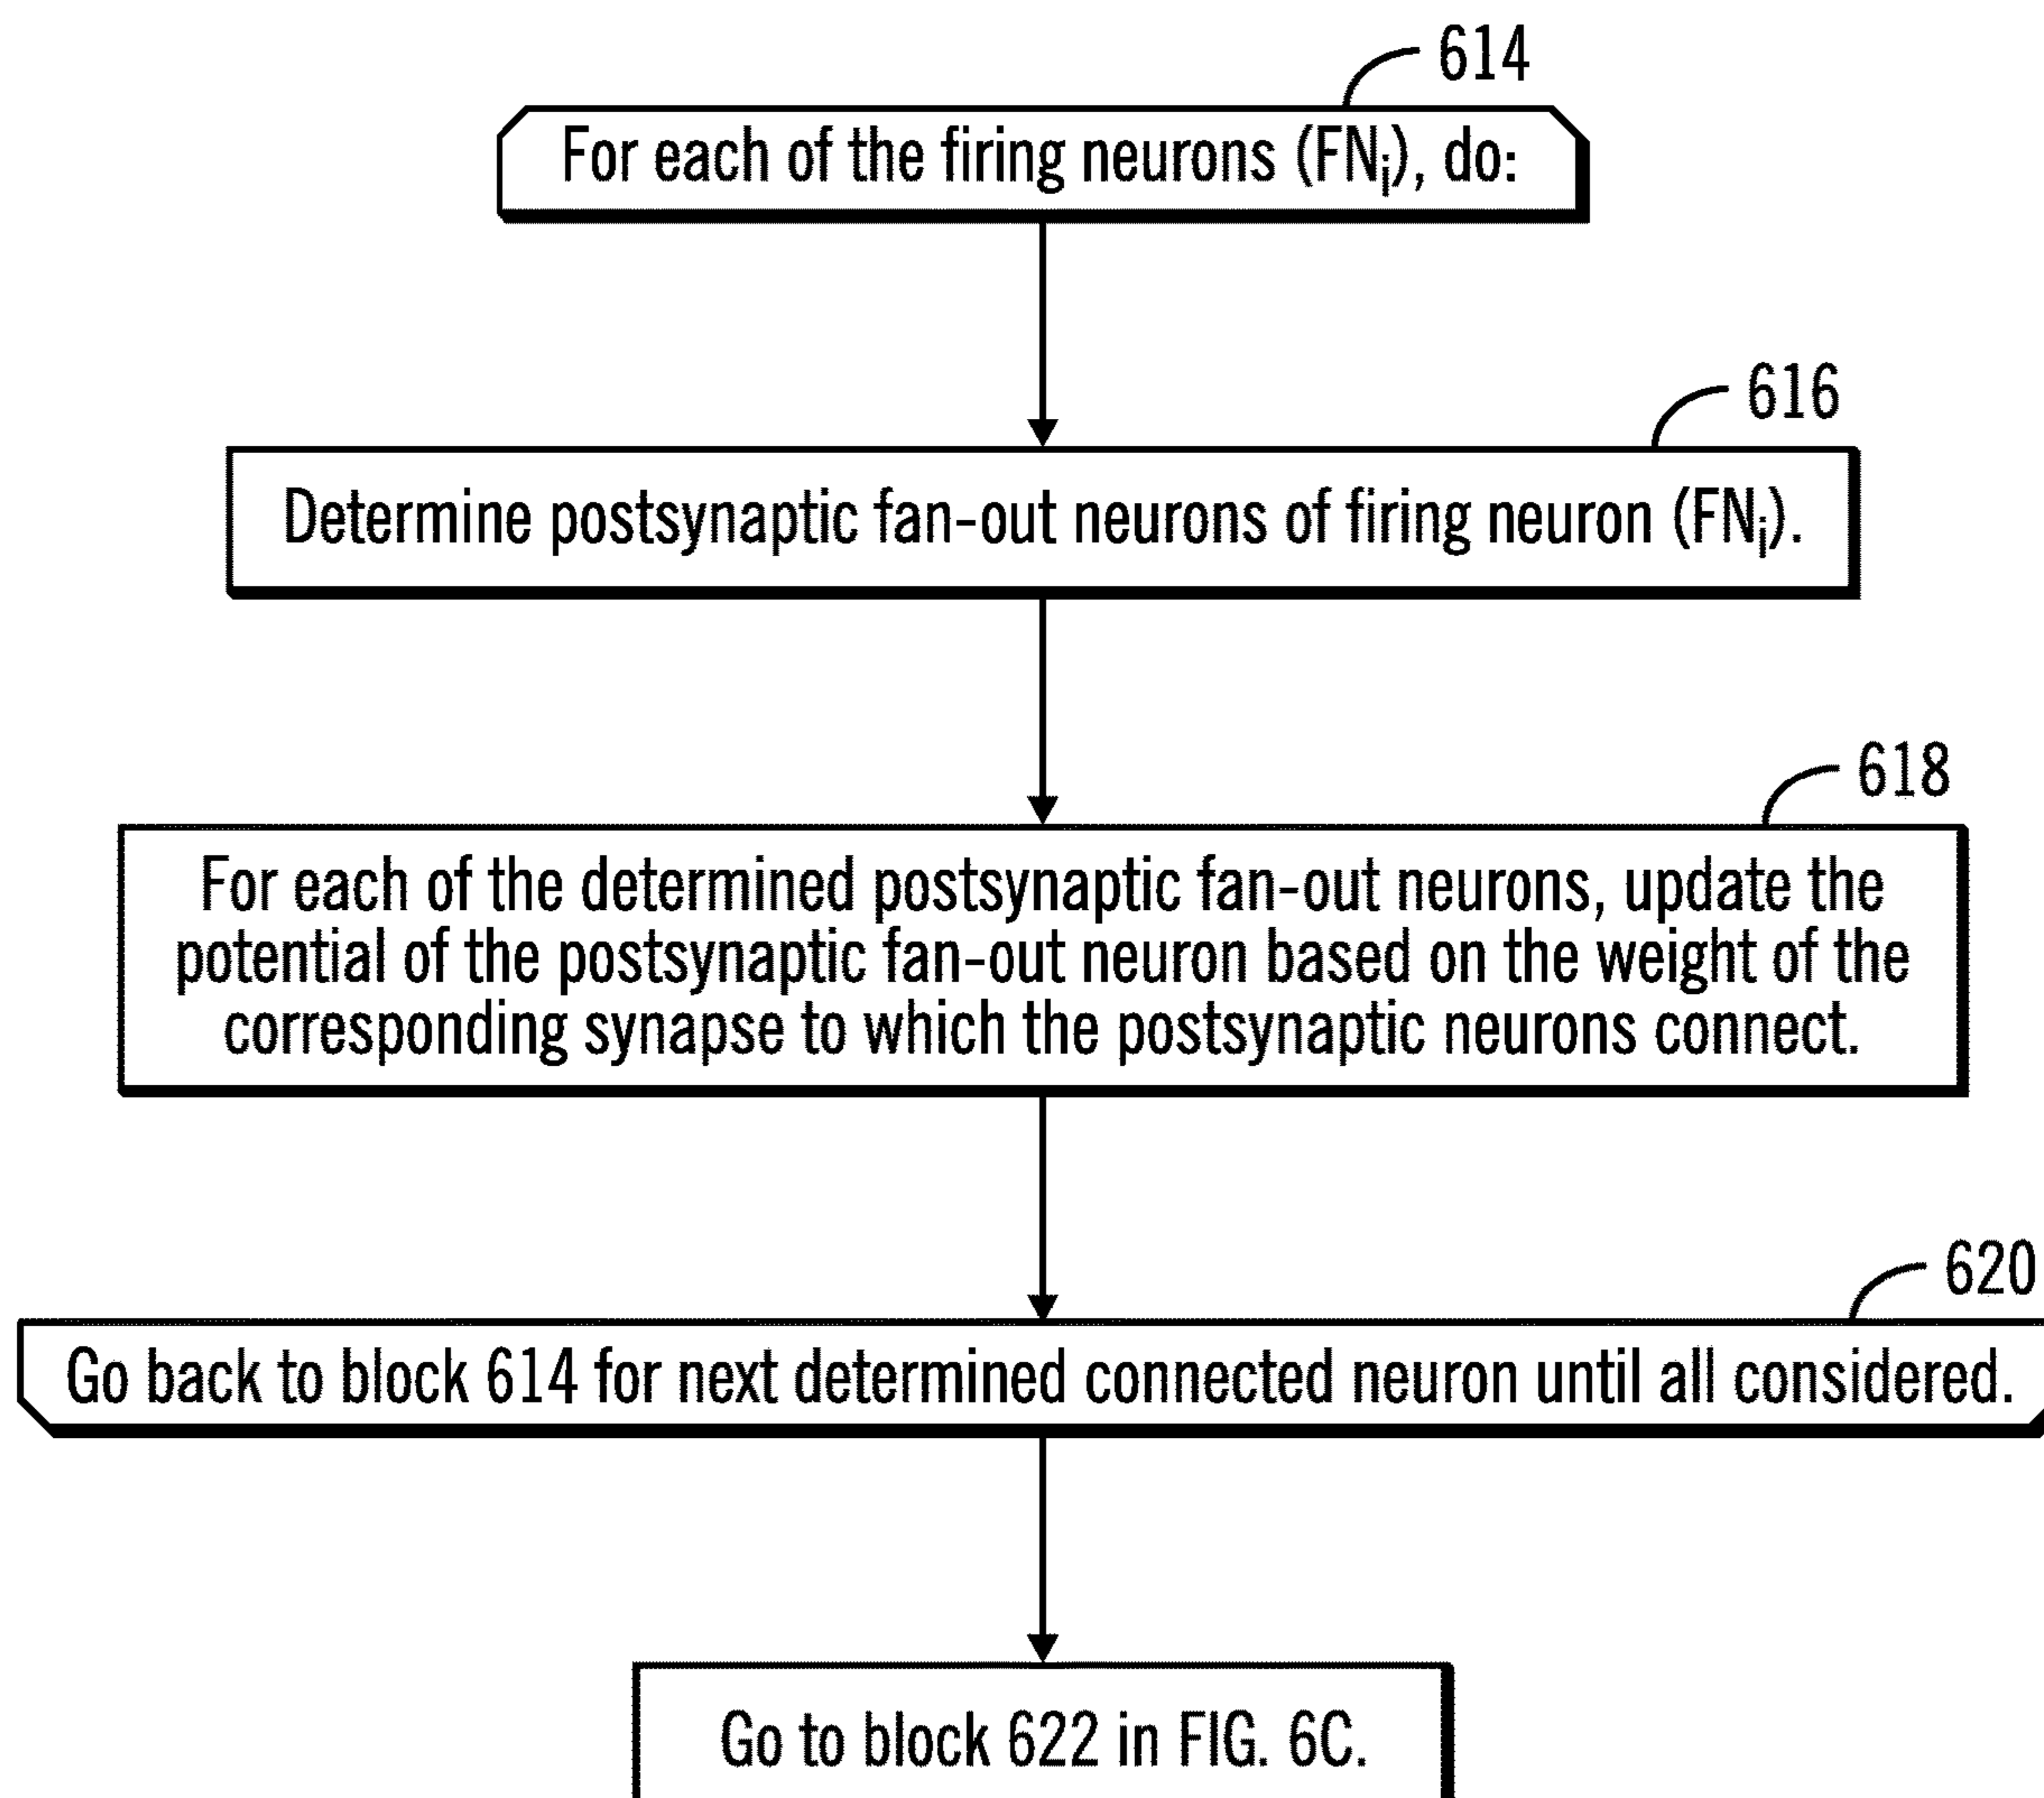 614
For each of the firing neurons (FNi), do:
616
Determine postsynaptic fan-out neurons of firing neuron (FNi).
618
For each of the determined postsynaptic fan-out neurons, update the
potential of the postsynaptic fan-out neuron based on the weight of the
corresponding synapse to which the postsynaptic neurons connect.
620
Go back to block 614 for next determined connected neuron until all considered.
Go to block 622 in FIG. 6C.